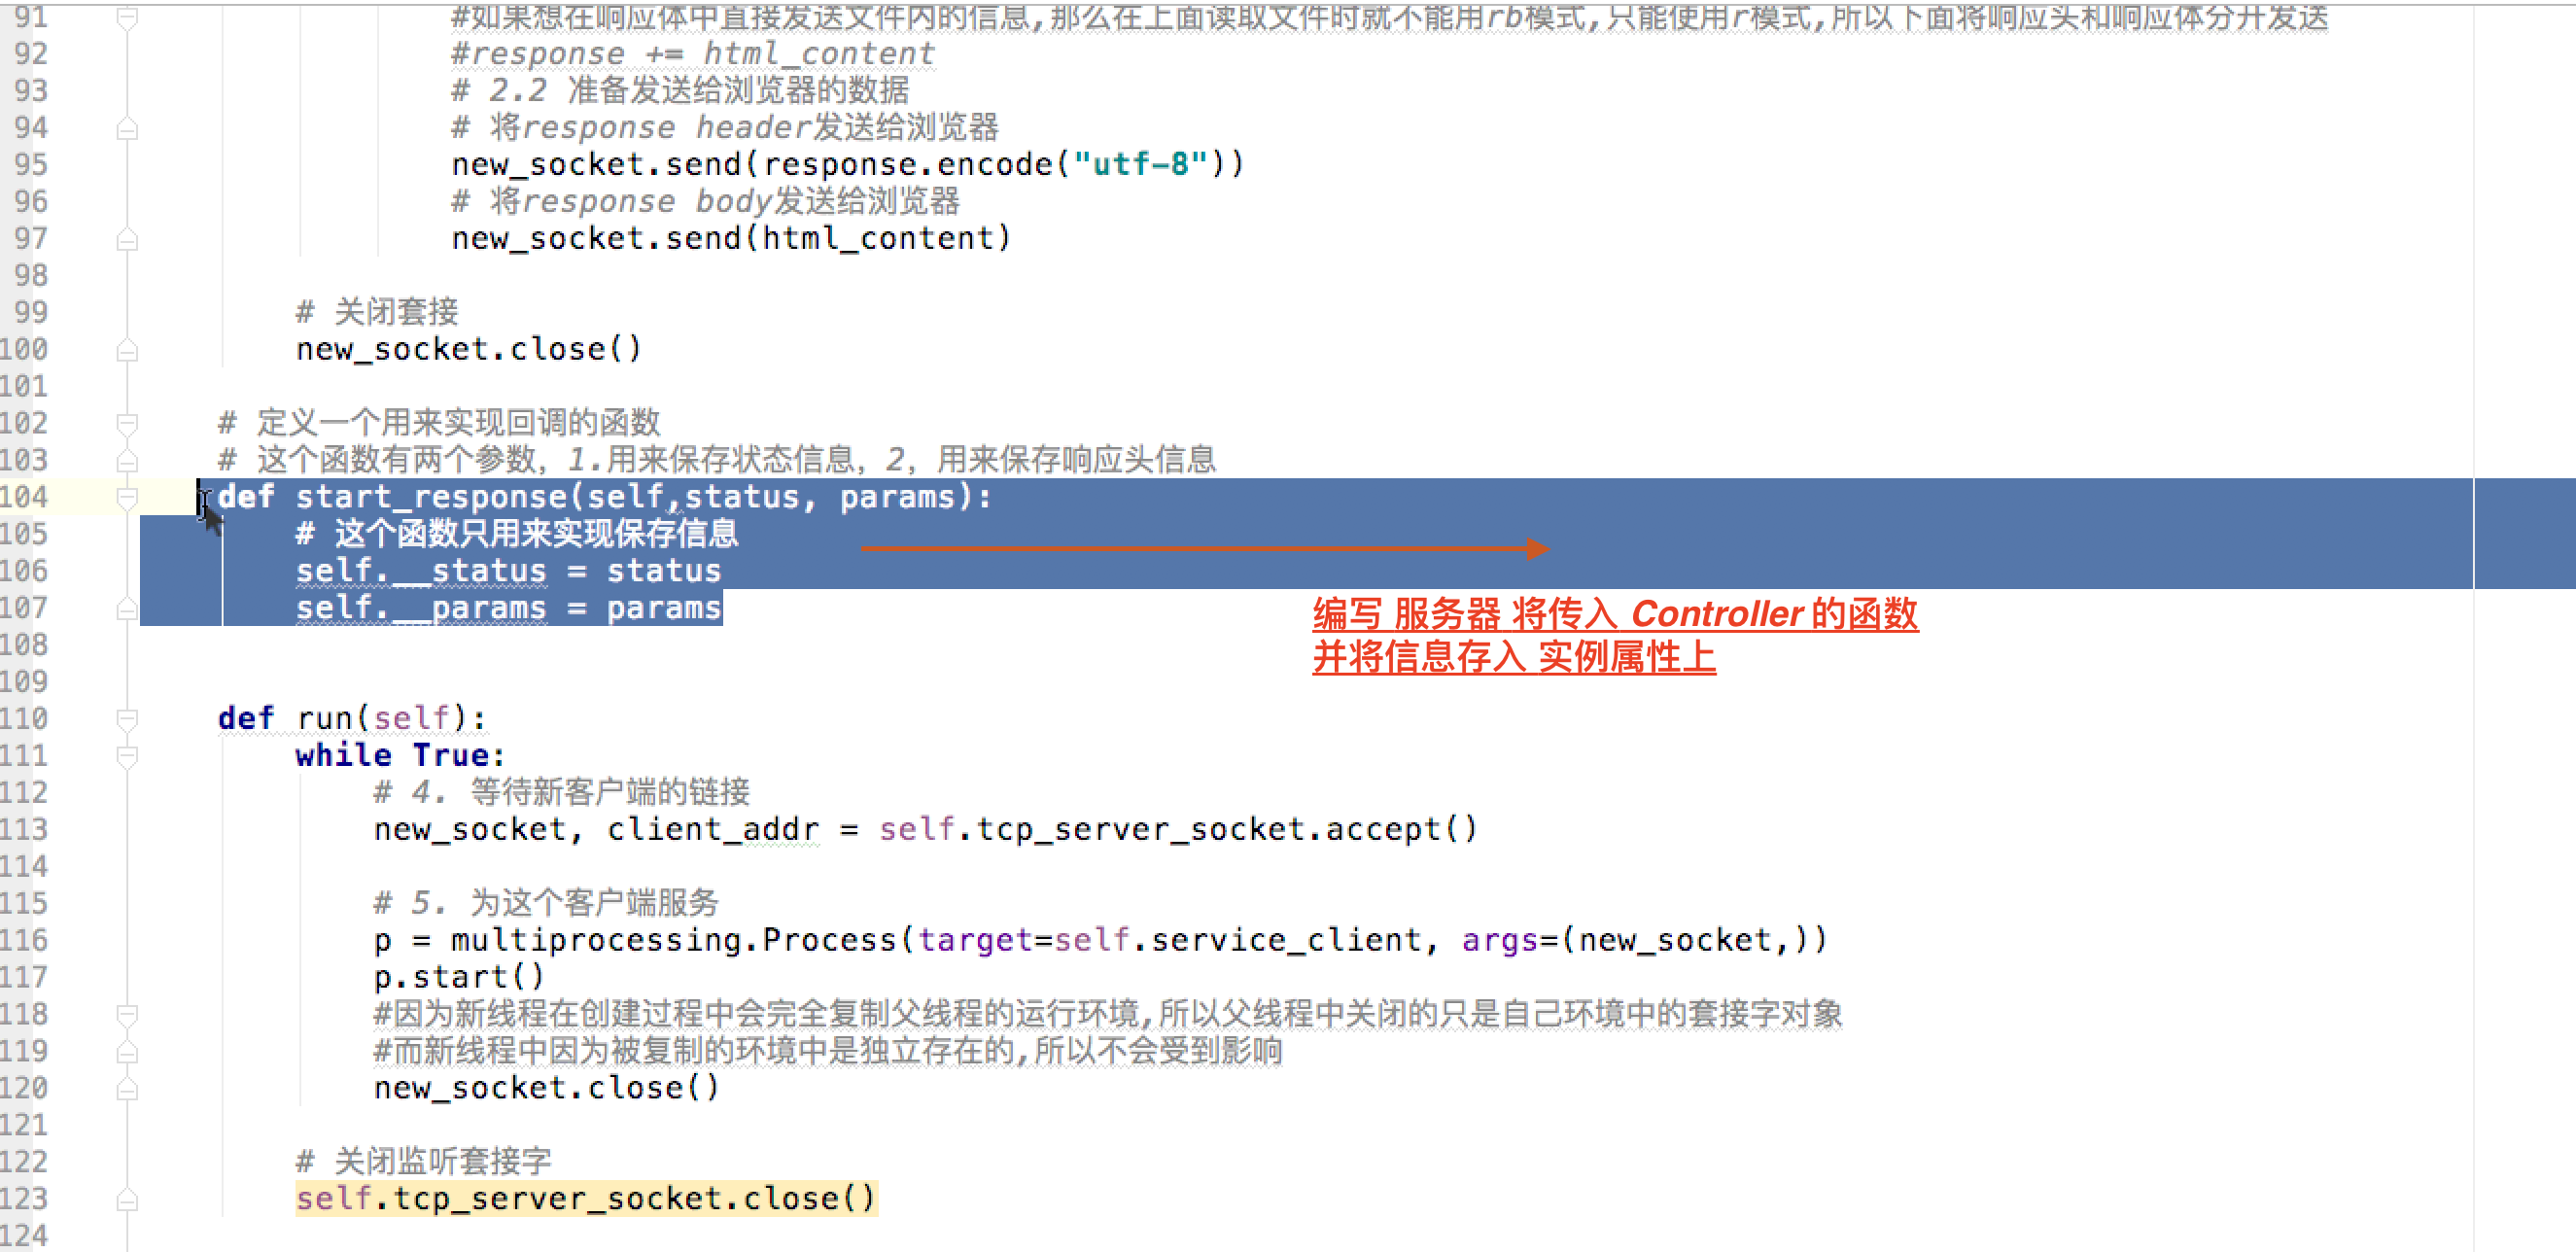 91 #如果想在响应体中直接发送文件内的信息,那么在上面读取文件时就不能用rb模式,只能使用r模式,所以下面将响应头和响应体分开发送
92 #response += html_content
93 # 2.2 准备发送给浏览器的数据
94 # 将response header发送给浏览器
95 new_socket.send(response.encode("utf-8"))
96 # 将response body发送给浏览器
97 new_socket.send(html_content)
98
99 # 关闭套接
100 new_socket.close()
101
102 # 定义一个用来实现回调的函数
103 # 这个函数有两个参数，1.用来保存状态信息，2，用来保存响应头信息
104 def start_response(self,status, params):
105 # 这个函数只用来实现保存信息
106 self.__status = status
107 self.__params = params
编写 服务器 将传入 Controller 的函数
并将信息存入 实例属性上
108
109
110 def run(self):
111 while True:
112 # 4. 等待新客户端的链接
113 new_socket, client_addr = self.tcp_server_socket.accept()
114
115 # 5. 为这个客户端服务
116 p = multiprocessing.Process(target=self.service_client, args=(new_socket,))
117 p.start()
118 #因为新线程在创建过程中会完全复制父线程的运行环境,所以父线程中关闭的只是自己环境中的套接字对象
119 #而新线程中因为被复制的环境中是独立存在的,所以不会受到影响
120 new_socket.close()
121
122 # 关闭监听套接字
123 self.tcp_server_socket.close()
124